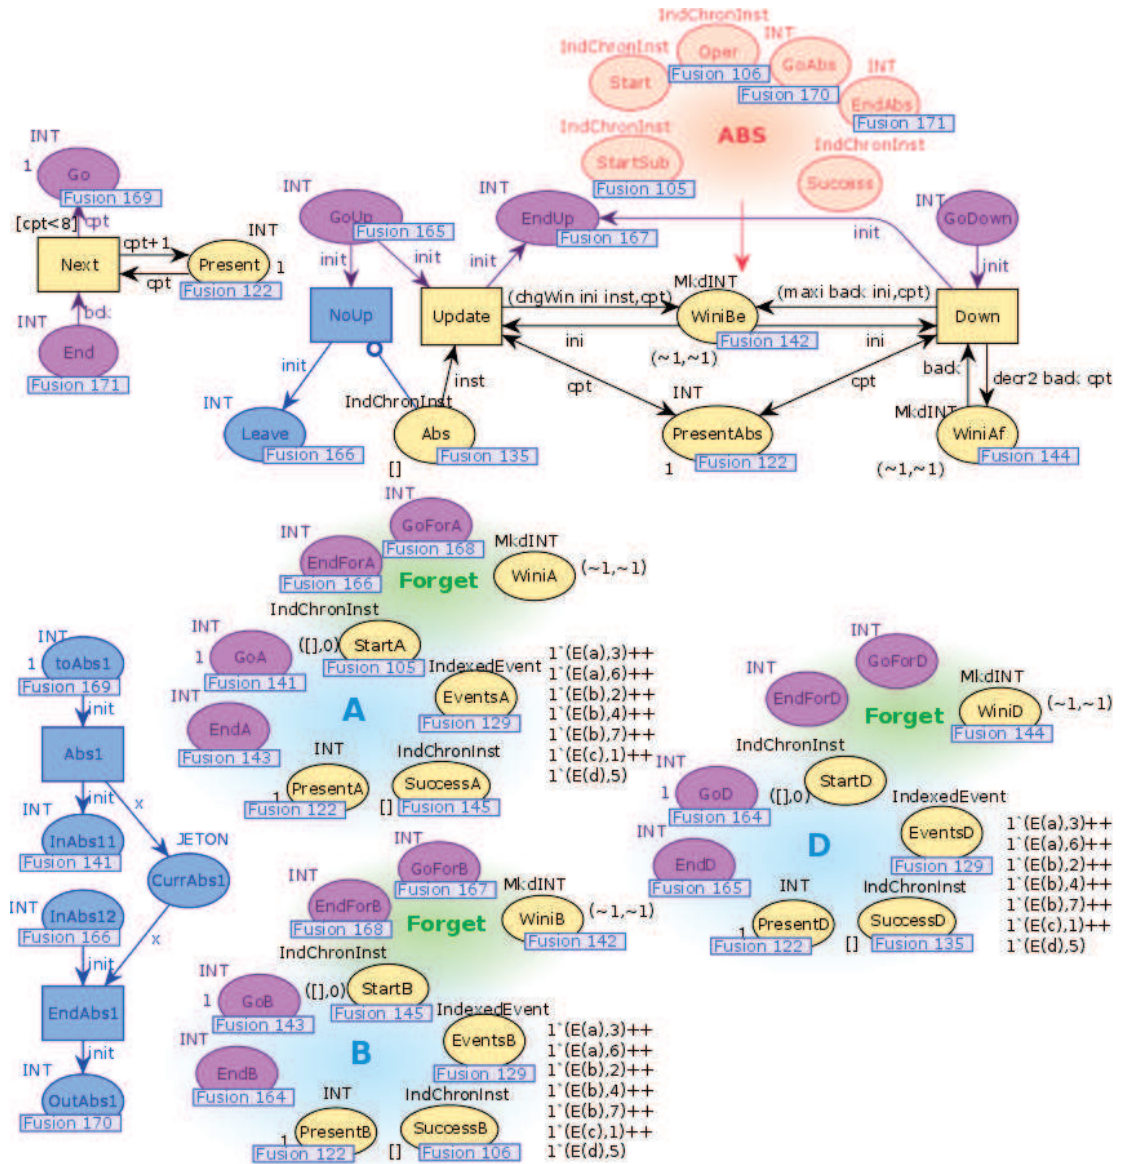 IndChronInst
INT
IndChronInst
Oper
Fusion 106
GoAbs
Fusion 170
INT
Start
EndAbs
Fusion 171
ABS
IndChronInst
StartSub
Fusion 105
IndChronInst
Success
INT
1
Go
Fusion 169
[cpt<8]
cpt
Next
cpt+1
cpt
INT
Present
1
Fusion 122
bck
INT
End
Fusion 171
INT
GoUp
Fusion 165
init
init
INT
EndUp
Fusion 167
init
init
INT
GoDown
init
NoUp
Update
(chgWin ini inst,cpt)
MkdINT
WiniBe
Fusion 142
(~1,~1)
(maxi back ini,cpt)
Down
ini
ini
init
inst
cpt
cpt
back
decr2 back cpt
INT
Leave
Fusion 166
IndChronInst
Abs
Fusion 135
[]
INT
PresentAbs
1
Fusion 122
MkdINT
WiniAf
Fusion 144
(~1,~1)
INT
GoForA
Fusion 168
INT
EndForA
Fusion 166
Forget
MkdINT
WiniA
(~1,~1)
IndChronInst
([],0)
StartA
Fusion 105
INT
1
GoA
Fusion 141
IndexedEvent
EventsA
Fusion 129
1`(E(a),3)++
1`(E(a),6)++
1`(E(b),2)++
1`(E(b),4)++
1`(E(b),7)++
1`(E(c),1)++
1`(E(d),5)
INT
EndA
Fusion 143
A
INT
PresentA
1
Fusion 122
IndChronInst
SuccessA
[]
Fusion 145
INT
1
toAbs1
Fusion 169
init
Abs1
init
x
INT
InAbs11
Fusion 141
JETON
CurrAbs1
INT
InAbs12
Fusion 166
init
x
EndAbs1
init
INT
OutAbs1
Fusion 170
INT
GoForB
Fusion 167
INT
EndForB
Fusion 168
Forget
MkdINT
WiniB
(~1,~1)
Fusion 142
IndChronInst
([],0)
StartB
Fusion 145
INT
1
GoB
Fusion 143
IndexedEvent
EventsB
Fusion 129
1`(E(a),3)++
1`(E(a),6)++
1`(E(b),2)++
1`(E(b),4)++
1`(E(b),7)++
1`(E(c),1)++
1`(E(d),5)
INT
EndB
Fusion 164
B
INT
PresentB
1
Fusion 122
IndChronInst
SuccessB
[]
Fusion 106
INT
GoForD
INT
EndForD
Forget
MkdINT
WiniD
(~1,~1)
Fusion 144
IndChronInst
([],0)
StartD
INT
1
GoD
Fusion 164
IndexedEvent
EventsD
Fusion 129
1`(E(a),3)++
1`(E(a),6)++
1`(E(b),2)++
1`(E(b),4)++
1`(E(b),7)++
1`(E(c),1)++
1`(E(d),5)
INT
EndD
Fusion 165
D
INT
PresentD
1
Fusion 122
IndChronInst
SuccessD
[]
Fusion 135